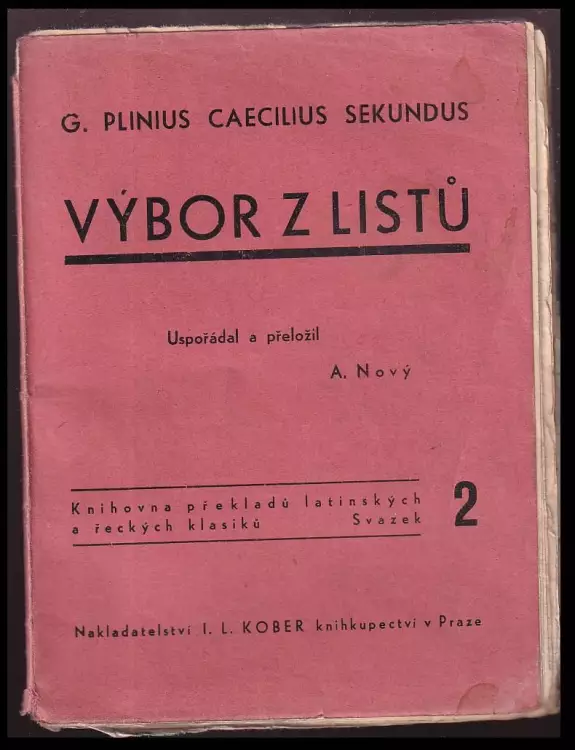 G. PLINIUS CAECILIUS SEKUNDUS
VÝBOR Z LISTŮ
Uspořádal a přeložil
A. Nový
Knihovna překladů latinských
a řeckých klasiků Svazek 2
Nakladatelství I. L. KOBER knihkupectví v Praze